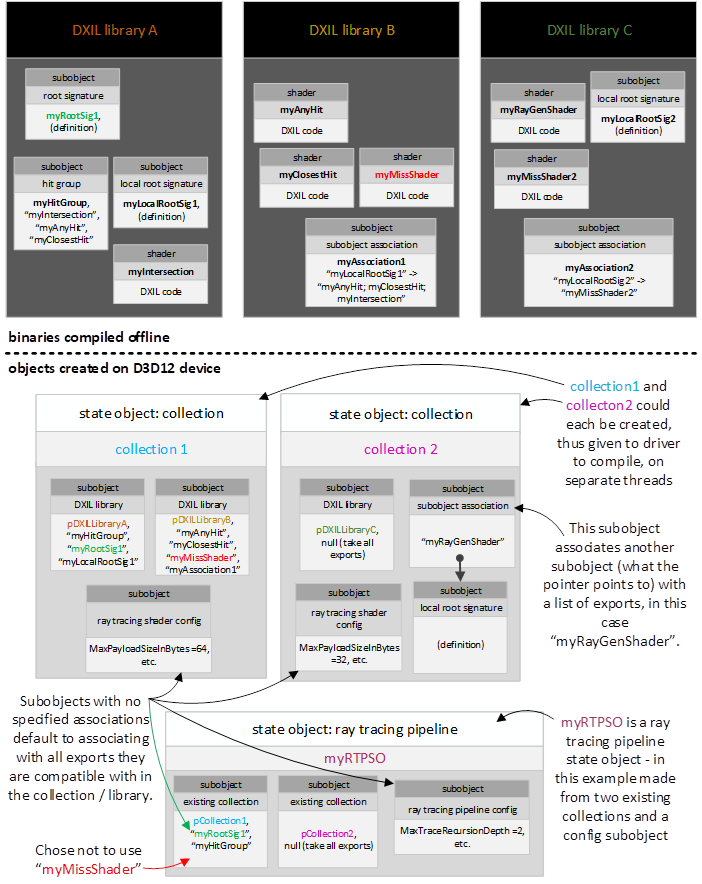 DXIL library A
DXIL library B
DXIL library C
subobject
root signature
myRootSig1,
(definition)
subobject
hit group
myHitGroup,
“myIntersection”,
“myAnyHit”,
“myClosestHit”
subobject
local root signature
myLocalRootSig1,
(definition)
shader
myIntersection
DXIL code
shader
myAnyHit
DXIL code
shader
myClosestHit
DXIL code
shader
myMissShader
DXIL code
subobject
subobject association
myAssociation1
“myLocalRootSig1” ->
“myAnyHit; myClosestHit;
myIntersection”
shader
myRayGenShader
DXIL code
subobject
local root signature
myLocalRootSig2
(definition)
shader
myMissShader2
DXIL code
subobject
subobject association
myAssociation2
“myLocalRootSig2” ->
“myMissShader2”
binaries compiled offline
objects created on D3D12 device
state object: collection
collection 1
subobject
DXIL library
pDXILLibraryA,
“myHitGroup”,
“myRootSig1”,
“myLocalRootSig1”
subobject
DXIL library
pDXILLibraryB,
“myAnyHit”,
“myClosestHit”,
“myMissShader”,
“myAssociation1”
subobject
ray tracing shader
config
MaxPayloadSizeInBytes =64,
etc.
state object: collection
collection 2
subobject
DXIL library
pDXILLibraryC,
null (take all
exports)
subobject
subobject association
“myRayGenShader”
subobject
ray tracing shader
config
MaxPayloadSizeInBytes
=32, etc.
subobject
local root signature
(definition)
collection1 and
collecton2 could
each be created,
thus given to driver
to compile, on
separate threads
This subobject
associates another
subobject (what the
pointer points to) with
a list of exports, in this
case
“myRayGenShader”.
Subobjects with no
specified associations
default to associating
with all exports they
are compatible with in
the collection / library.
Chose not to use
“myMissShader”
state object: ray tracing pipeline
myRTPSO
subobject
existing collection
pCollection1,
“myRootSig1”,
“myHitGroup”
subobject
existing collection
pCollection2,
null (take all exports)
subobject
ray tracing pipeline config
MaxTraceRecursionDepth =2,
etc.
myRTPSO is a ray
tracing pipeline
state object - in
this example made
from two existing
collections and a
config subobject